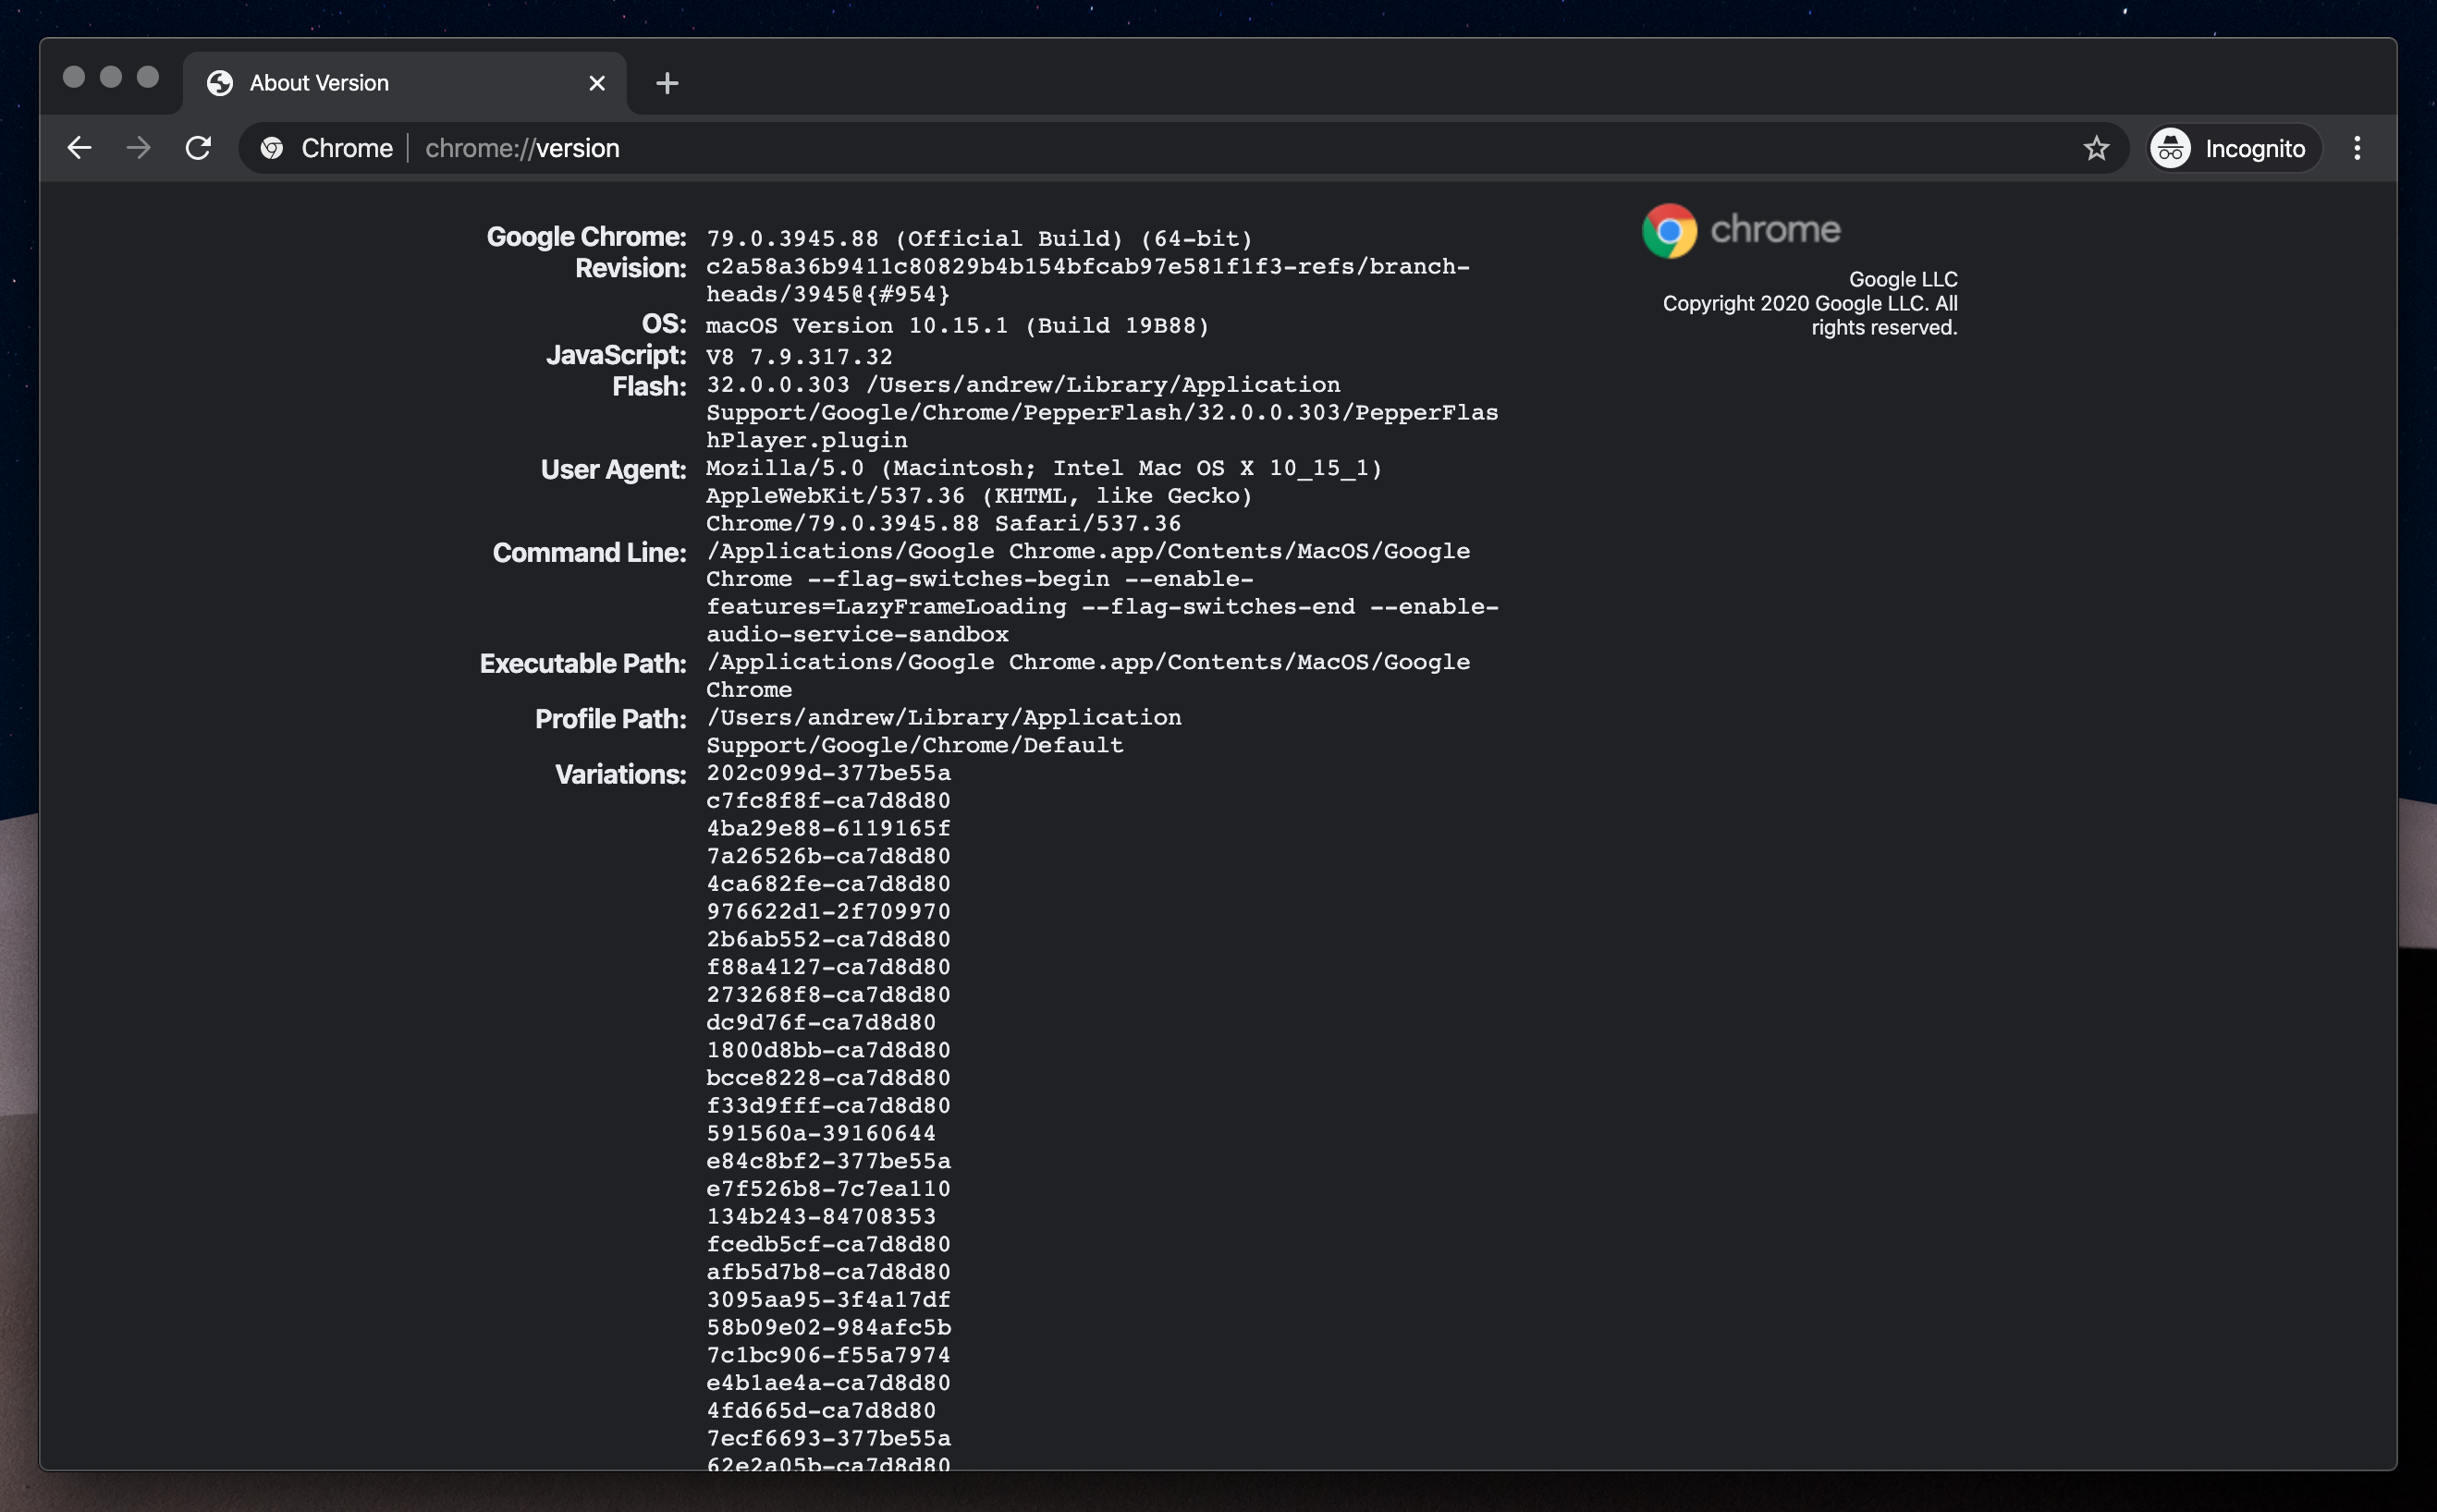 About Version
Chrome chrome://version
Incognito
Google Chrome: 79.0.3945.88 (Official Build) (64-bit)
Revision: c2a58a36b9411c80829b4b154bfcab97e581f1f3-refs/branch-
heads/3945@{#954}
OS: macOS Version 10.15.1 (Build 19B88)
JavaScript: V8 7.9.317.32
Flash: 32.0.0.303 /Users/andrew/Library/Application
Support/Google/Chrome/PepperFlash/32.0.0.303/PepperFlas
hPlayer.plugin
User Agent: Mozilla/5.0 (Macintosh; Intel Mac OS X 10_15_1)
AppleWebKit/537.36 (KHTML, like Gecko)
Chrome/79.0.3945.88 Safari/537.36
Command Line: /Applications/Google Chrome.app/Contents/MacOS/Google
Chrome --flag-switches-begin --enable-
features=LazyFrameLoading --flag-switches-end --enable-
audio-service-sandbox
Executable Path: /Applications/Google Chrome.app/Contents/MacOS/Google
Chrome
Profile Path: /Users/andrew/Library/Application
Support/Google/Chrome/Default
Variations: 202c099d-377be55a
c7fc8f8f-ca7d8d80
4ba29e88-6119165f
7a26526b-ca7d8d80
4ca682fe-ca7d8d80
976622d1-2f709970
2b6ab552-ca7d8d80
f88a4127-ca7d8d80
273268f8-ca7d8d80
dc9d76f-ca7d8d80
1800d8bb-ca7d8d80
bcce8228-ca7d8d80
f33d9fff-ca7d8d80
591560a-39160644
e84c8bf2-377be55a
e7f526b8-7c7ea110
134b243-84708353
fcedb5cf-ca7d8d80
afb5d7b8-ca7d8d80
3095aa95-3f4a17df
58b09e02-984afc5b
7c1bc906-f55a7974
e4b1ae4a-ca7d8d80
4fd665d-ca7d8d80
7ecf6693-377be55a
62e2a05b-ca7d8d80
chrome
Google LLC
Copyright 2020 Google LLC. All
rights reserved.